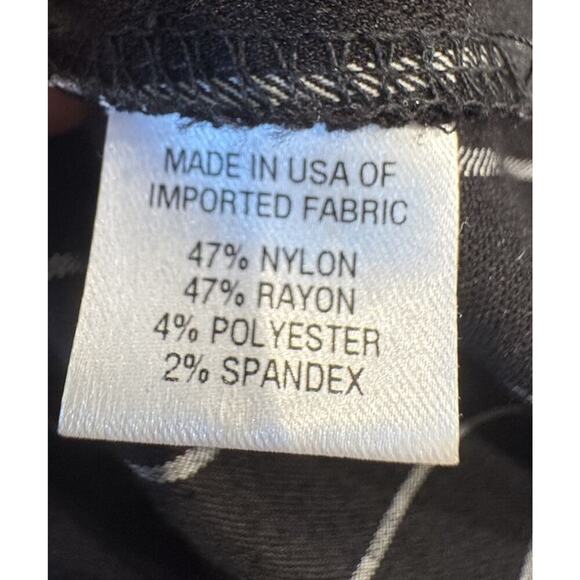 MADE IN USA OF
IMPORTED FABRIC
47% NYLON
47% RAYON
4% POLYESTER
2% SPANDEX